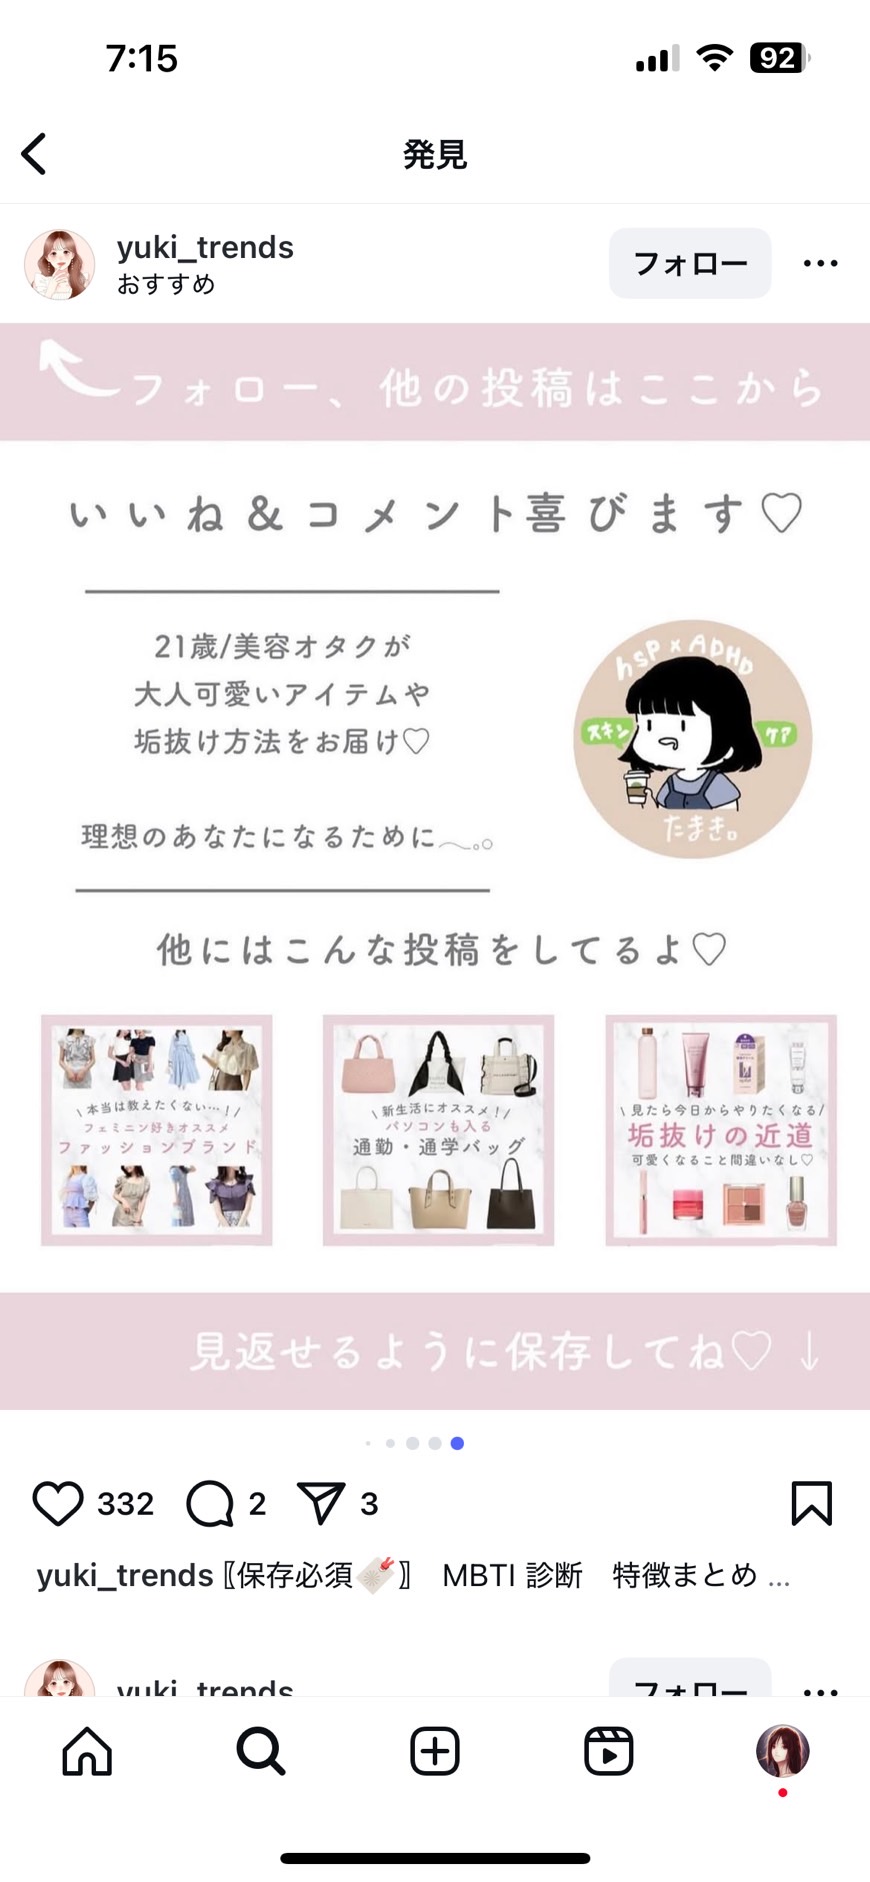 7:15
92
発見
yuki_trends
おすすめ
フォロー
フォロー、他の投稿はここから
いいね&コメント喜びます♡
21歳/美容オタクが
大人可愛いアイテムや
垢抜け方法をお届け♡
理想のあなたになるために
hSP×ADHD
スキン
ケア
たまき。
他にはこんな投稿をしてるよ♡
\本当は教えたくない…!/
フェミニン好きオススメ
ファッションブランド
\新生活にオススメ!/
パソコンも入る
通勤・通学バッグ
\見たら今日からやりたくなる/
垢抜けの近道
可愛くなること間違いなし♡
見返せるように保存してね♡ ↓
332
2
3
yuki_trends〖保存必須〗 MBTI 診断 特徴まとめ ...
yuki_trends
フォロー